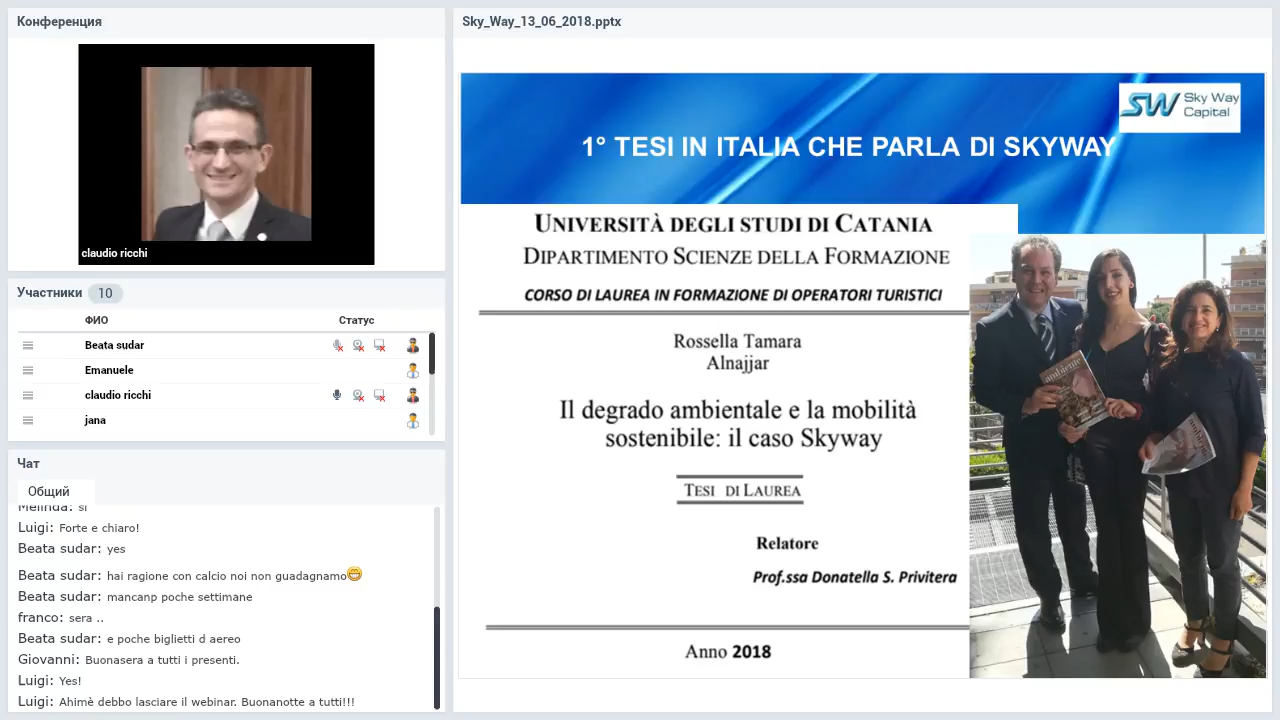 Конференция
claudio ricchi
Участники 10
ФИО Статус
Beata sudar
Emanuele
claudio ricchi
jana
Чат
Общий
Melinda: si
Luigi: Forte e chiaro!
Beata sudar: yes
Beata sudar: hai ragione con calcio noi non guadagnamo
Beata sudar: mancanp poche settimane
franco: sera ..
Beata sudar: e poche biglietti d aereo
Giovanni: Buonasera a tutti i presenti.
Luigi: Yes!
Luigi: Ahimè debbo lasciare il webinar. Buonanotte a tutti!!!
Sky_Way_13_06_2018.pptx
SW Sky Way
Capital
1° TESI IN ITALIA CHE PARLA DI SKYWAY
UNIVERSITÀ DEGLI STUDI DI CATANIA
DIPARTIMENTO SCIENZE DELLA FORMAZIONE
CORSO DI LAUREA IN FORMAZIONE DI OPERATORI TURISTICI
Rossella Tamara
Alnajjar
Il degrado ambientale e la mobilità
sostenibile: il caso Skyway
TESI DI LAUREA
Relatore
Prof.ssa Donatella S. Privitera
Anno 2018
ambiente